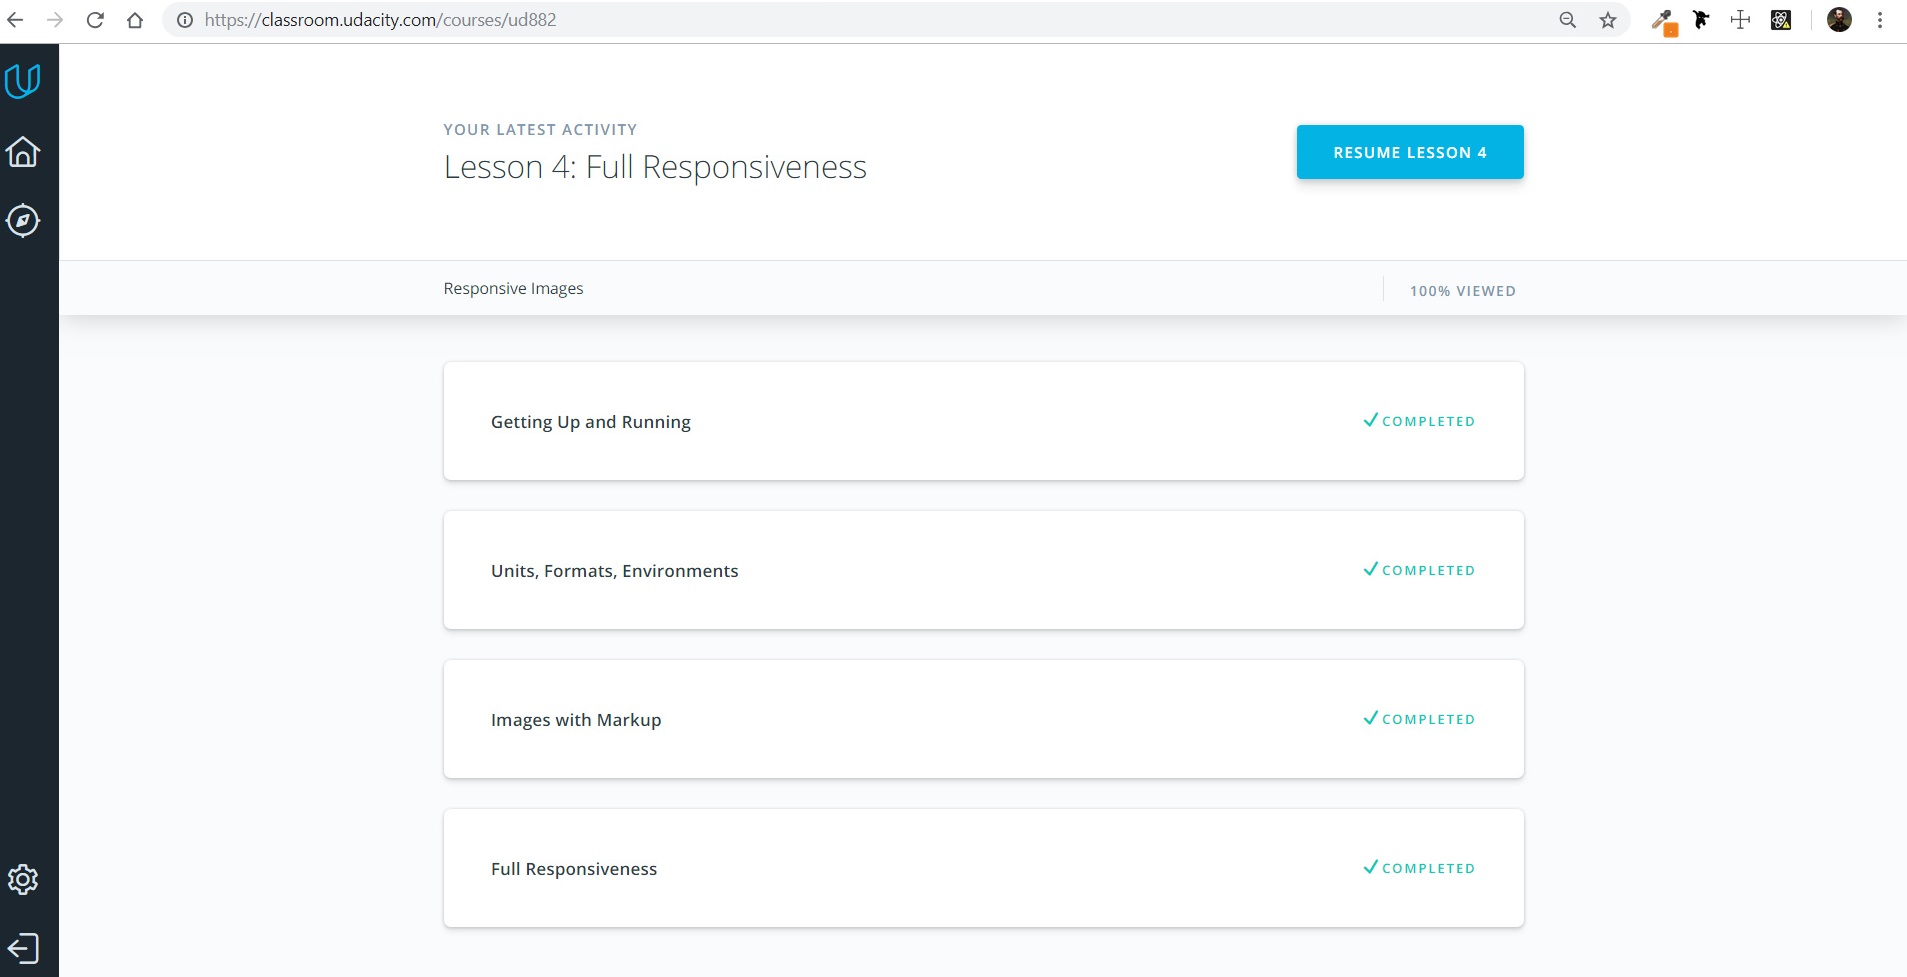 https://classroom.udacity.com/courses/ud882
YOUR LATEST ACTIVITY
Lesson 4: Full Responsiveness
RESUME LESSON 4
Responsive Images
100% VIEWED
Getting Up and Running
COMPLETED
Units, Formats, Environments
COMPLETED
Images with Markup
COMPLETED
Full Responsiveness
COMPLETED